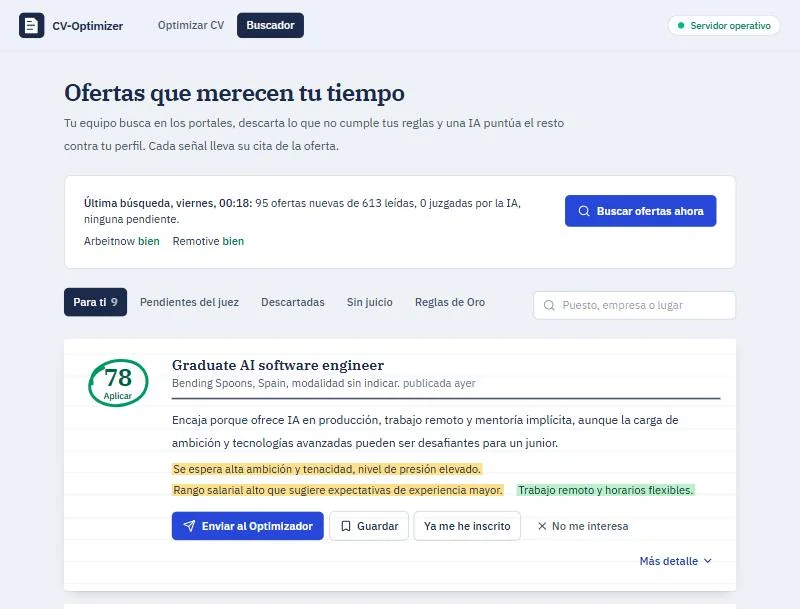 CV-Optimizer
Optimizar CV
Buscador
Servidor operativo
Ofertas que merecen tu tiempo
Tu equipo busca en los portales, descarta lo que no cumple tus reglas y una IA puntúa el resto
contra tu perfil. Cada señal lleva su cita de la oferta.
Última búsqueda, viernes, 00:18: 95 ofertas nuevas de 613 leídas, 0 juzgadas por la IA,
ninguna pendiente.
Arbeitnow bien Remotive bien
Buscar ofertas ahora
Para ti 9
Pendientes del juez
Descartadas
Sin juicio
Reglas de Oro
Puesto, empresa o lugar
78
Aplicar
Graduate AI software engineer
Bending Spoons, Spain, modalidad sin indicar. publicada ayer
Encaja porque ofrece IA en producción, trabajo remoto y mentoría implícita, aunque la carga de
ambición y tecnologías avanzadas pueden ser desafiantes para un junior.
Se espera alta ambición y tenacidad, nivel de presión elevado.
Rango salarial alto que sugiere expectativas de experiencia mayor. Trabajo remoto y horarios flexibles.
Enviar al Optimizador
Guardar
Ya me he inscrito
No me interesa
Más detalle